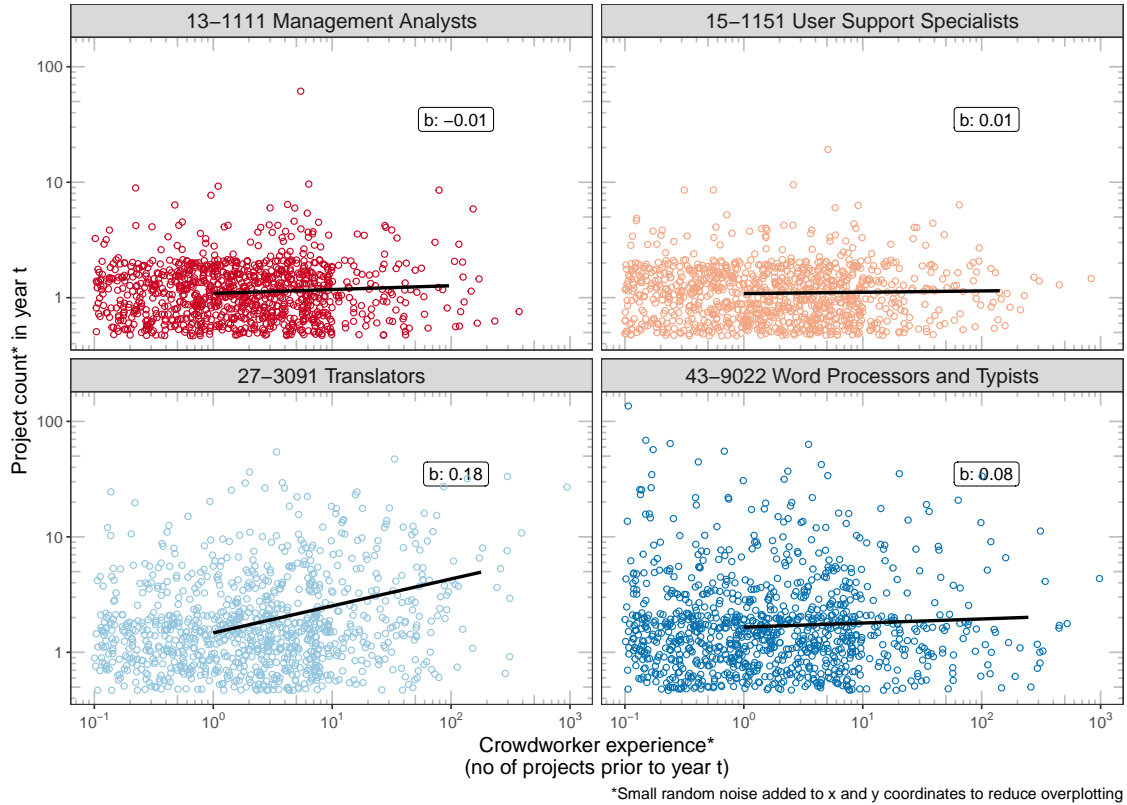 13−1111 Management Analysts
15−1151 User Support Specialists
100
10
1
b: −0.01
b: 0.01
27−3091 Translators
43−9022 Word Processors and Typists
100
10
1
b: 0.18
b: 0.08
10⁻¹ 10⁰ 10¹ 10² 10³
10⁻¹ 10⁰ 10¹ 10² 10³
Project count* in year t
Crowdworker experience*
(no of projects prior to year t)
*Small random noise added to x and y coordinates to reduce overplotting